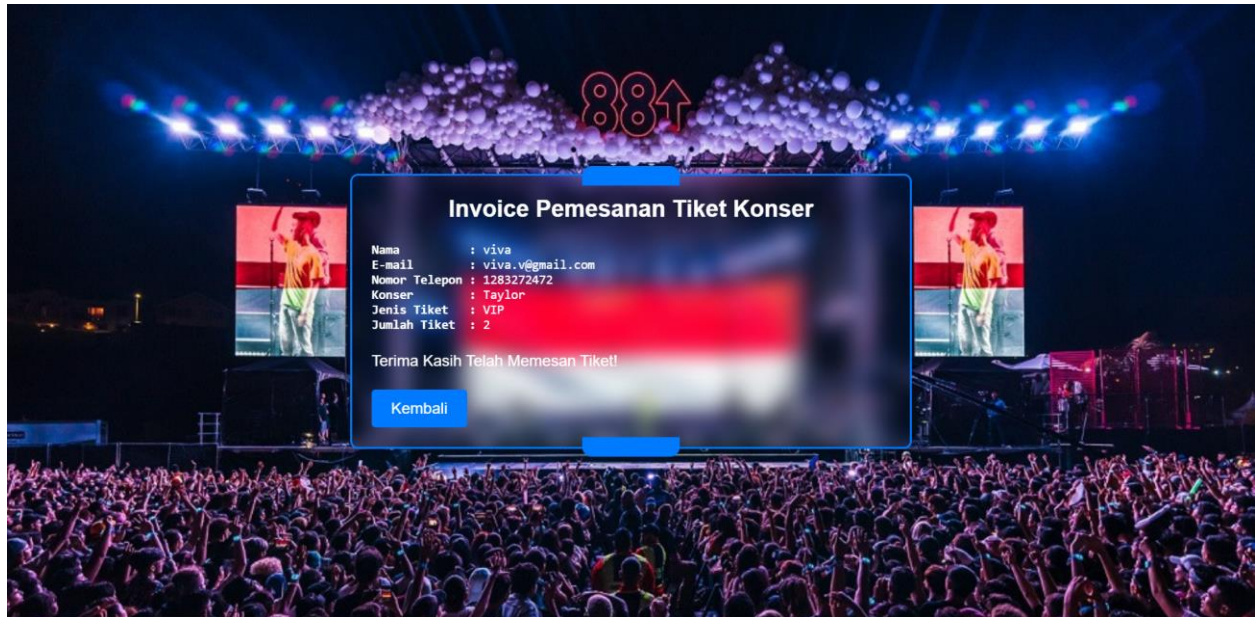 88↑
Invoice Pemesanan Tiket Konser
Nama : viva
E-mail : viva.v@gmail.com
Nomor Telepon : 1283272472
Konser : Taylor
Jenis Tiket : VIP
Jumlah Tiket : 2
Terima Kasih Telah Memesan Tiket!
Kembali